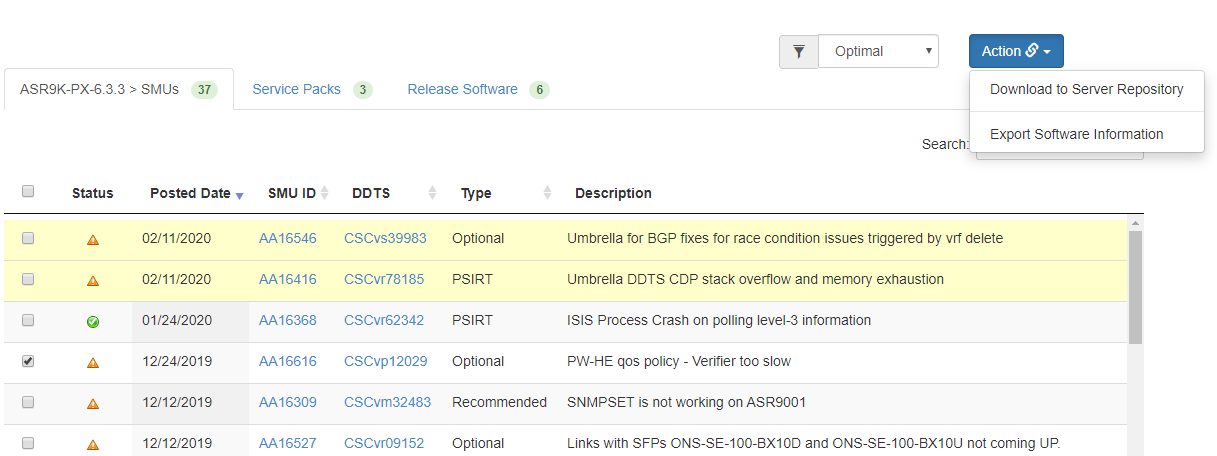 Optimal
Action
ASR9K-PX-6.3.3 > SMUs 37 Service Packs 3 Release Software 6
Download to Server Repository
Export Software Information
Search:
Status Posted Date SMU ID DDTS Type Description
02/11/2020 AA16546 CSCvs39983 Optional Umbrella for BGP fixes for race condition issues triggered by vrf delete
02/11/2020 AA16416 CSCvr78185 PSIRT Umbrella DDTS CDP stack overflow and memory exhaustion
01/24/2020 AA16368 CSCvr62342 PSIRT ISIS Process Crash on polling level-3 information
12/24/2019 AA16616 CSCvp12029 Optional PW-HE qos policy - Verifier too slow
12/12/2019 AA16309 CSCvm32483 Recommended SNMPSET is not working on ASR9001
12/12/2019 AA16527 CSCvr09152 Optional Links with SFPs ONS-SE-100-BX10D and ONS-SE-100-BX10U not coming UP.